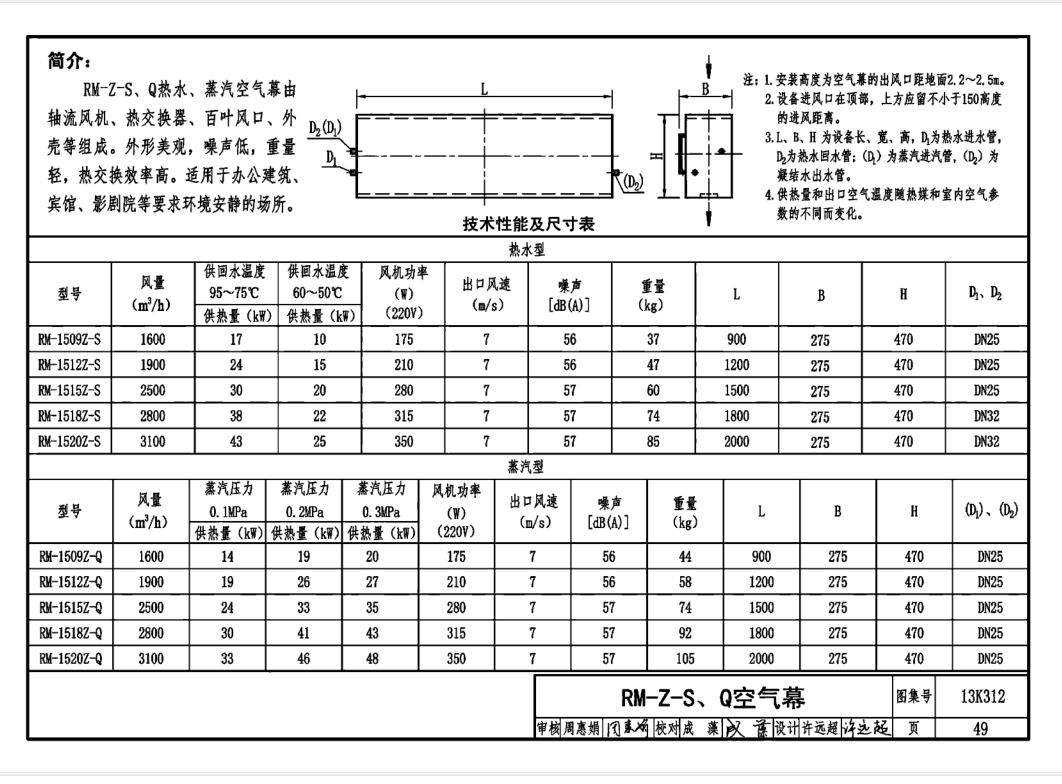 简介：
RM-Z-S、Q热水、蒸汽空气幕由
轴流风机、热交换器、百叶风口、外
壳等组成。外形美观，噪声低，重量
轻，热交换效率高。适用于办公建筑、
宾馆、影剧院等要求环境安静的场所。
L
D₂(D₁)
D₁
(D₂)
B
H
注：1.安装高度为空气幕的出风口距地面2.2～2.5m。
2.设备进风口在顶部，上方应留不小于150高度
的进风距离。
3.L、B、H 为设备长、宽、高，D₁为热水进水管，
D₂为热水回水管；(D₁) 为蒸汽进汽管，(D₂) 为
凝结水出水管。
4.供热量和出口空气温度随热媒和室内空气参
数的不同而变化。
技术性能及尺寸表
热水型
型号 风量 (m³/h) 供回水温度 95～75℃ 供热量 (kW) 供回水温度 60～50℃ 供热量 (kW) 风机功率 (W) (220V) 出口风速 (m/s) 噪声 [dB(A)] 重量 (kg) L B H D₁、D₂
RM-1509Z-S 1600 17 10 175 7 56 37 900 275 470 DN25
RM-1512Z-S 1900 24 15 210 7 56 47 1200 275 470 DN25
RM-1515Z-S 2500 30 20 280 7 57 60 1500 275 470 DN25
RM-1518Z-S 2800 38 22 315 7 57 74 1800 275 470 DN32
RM-1520Z-S 3100 43 25 350 7 57 85 2000 275 470 DN32
蒸汽型
型号 风量 (m³/h) 蒸汽压力 0.1MPa 供热量 (kW) 蒸汽压力 0.2MPa 供热量 (kW) 蒸汽压力 0.3MPa 供热量 (kW) 风机功率 (W) (220V) 出口风速 (m/s) 噪声 [dB(A)] 重量 (kg) L B H (D₁)、(D₂)
RM-1509Z-Q 1600 14 19 20 175 7 56 44 900 275 470 DN25
RM-1512Z-Q 1900 19 26 27 210 7 56 58 1200 275 470 DN25
RM-1515Z-Q 2500 24 33 35 280 7 57 74 1500 275 470 DN25
RM-1518Z-Q 2800 30 41 43 315 7 57 92 1800 275 470 DN25
RM-1520Z-Q 3100 33 46 48 350 7 57 105 2000 275 470 DN25
RM-Z-S、Q空气幕 图集号 13K312
审核 周惠娟 校对 成 藻 设计 许远超 许远超 页 49